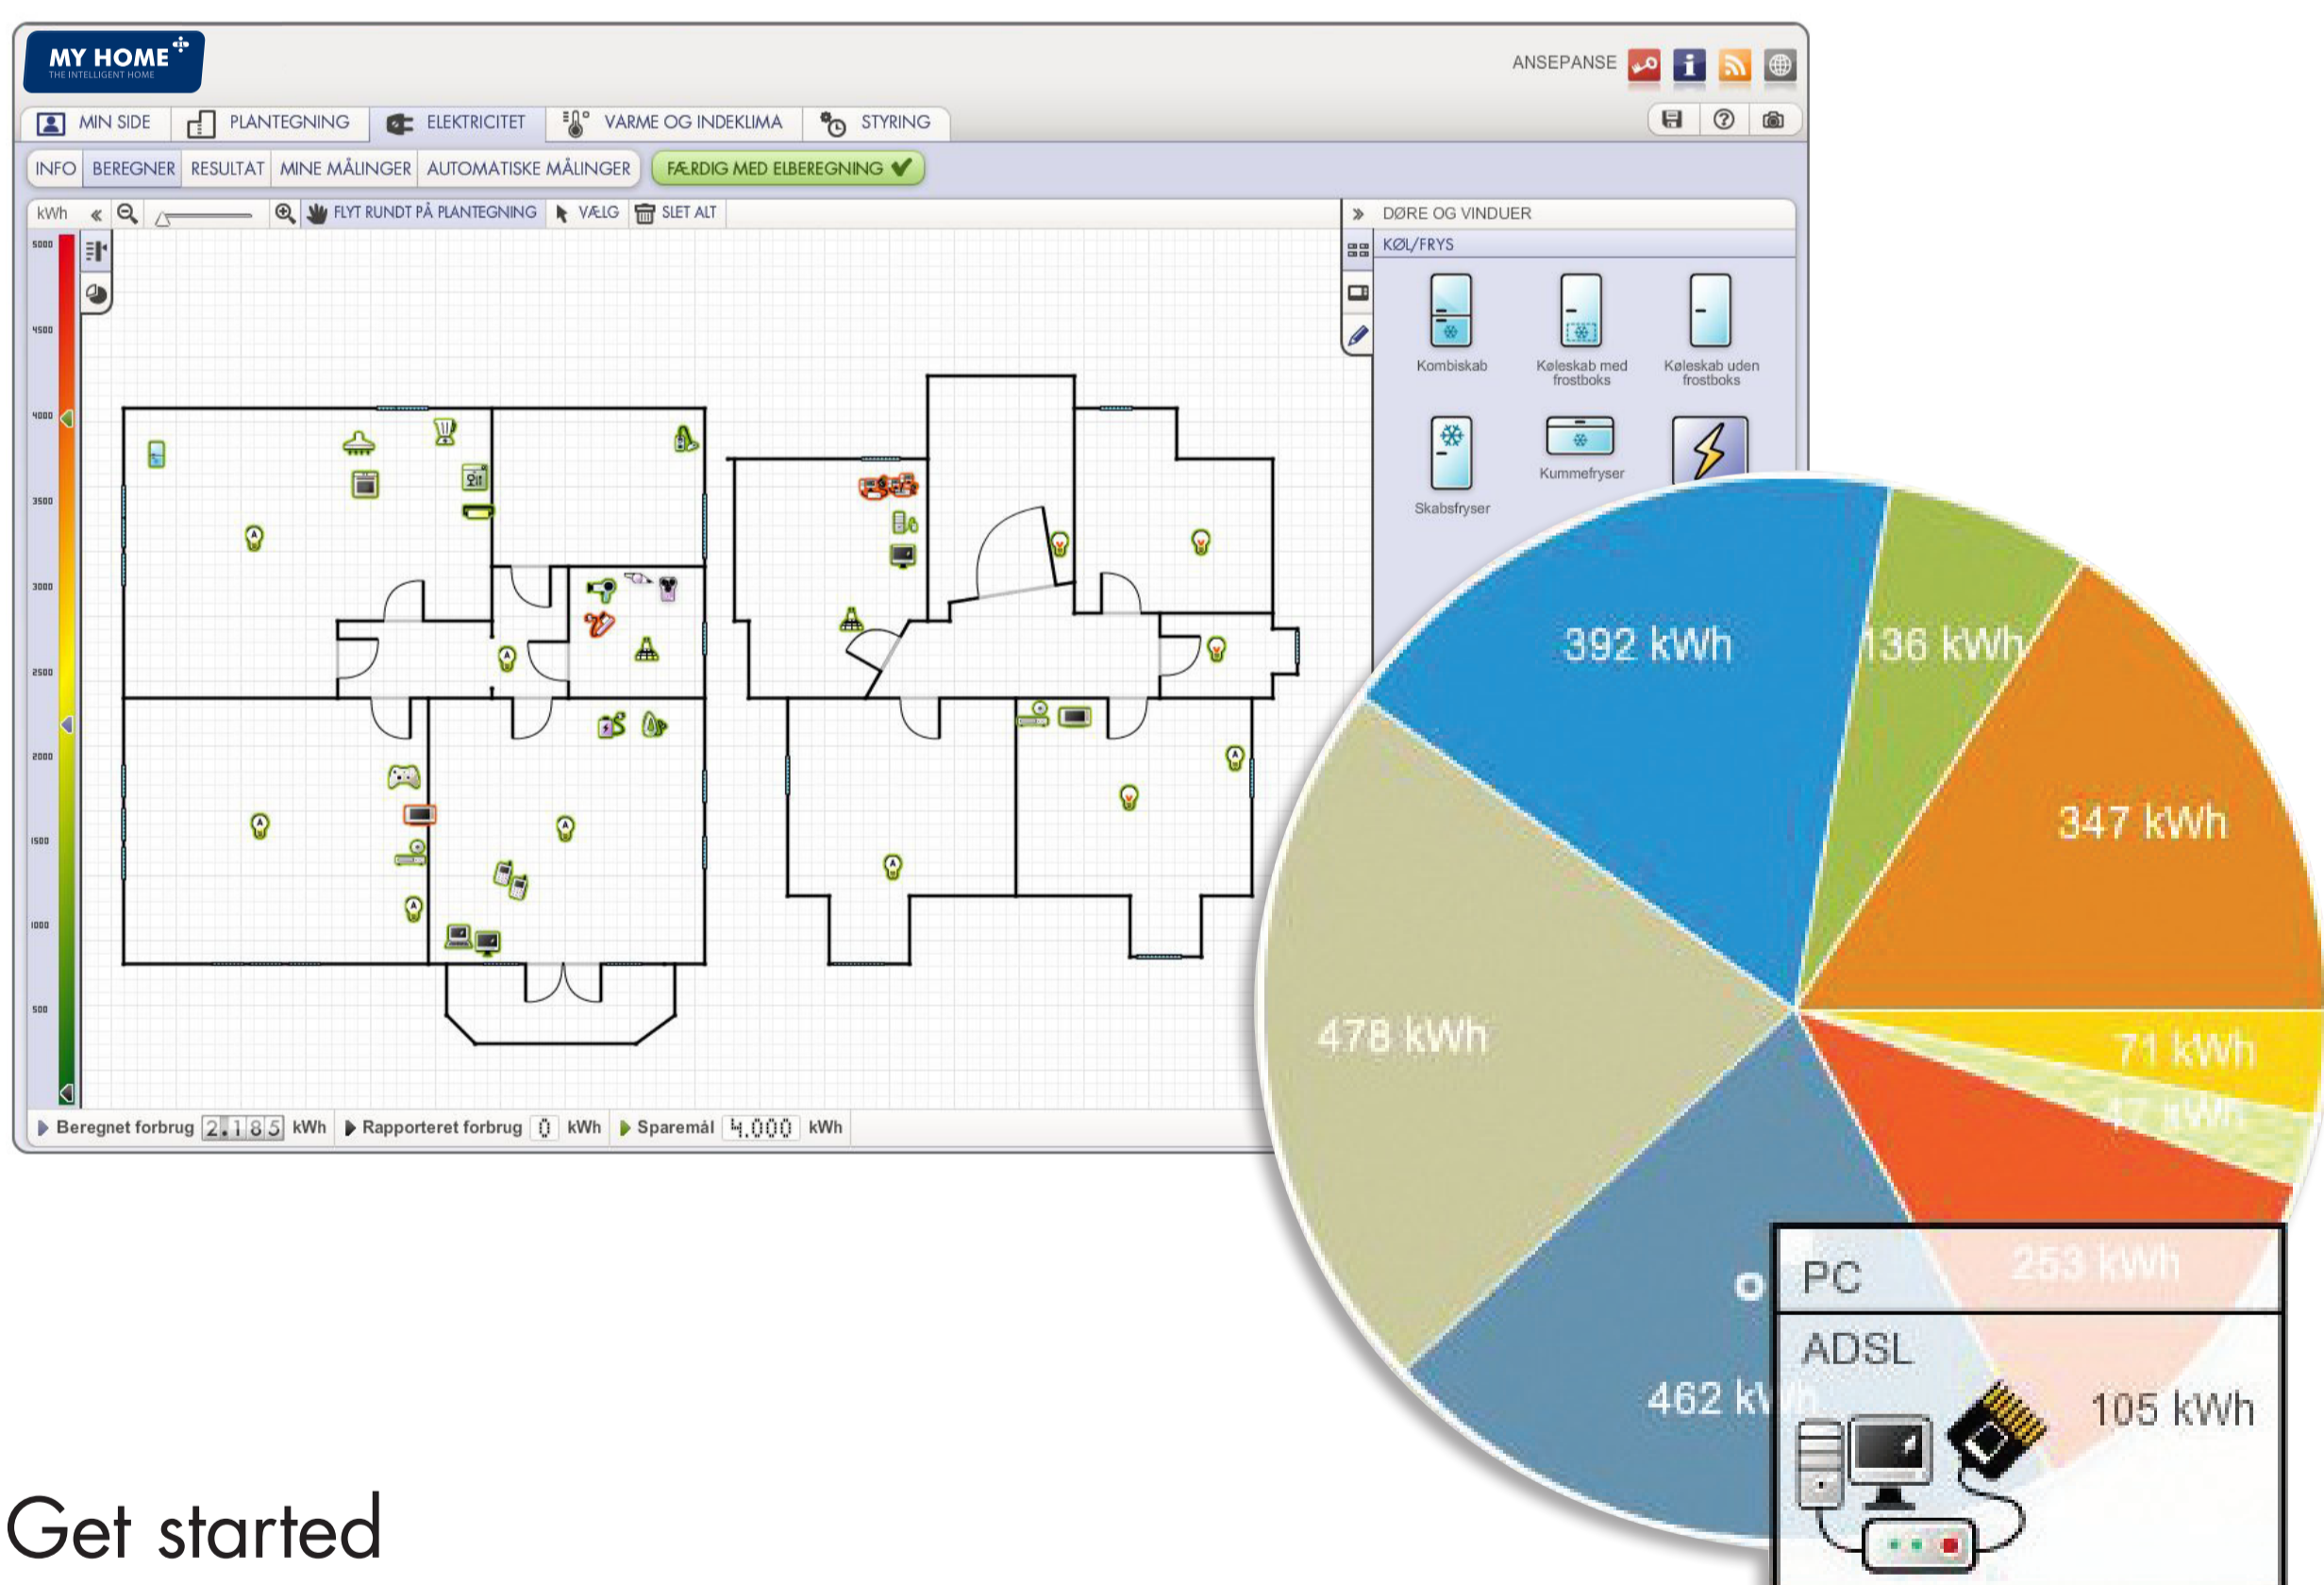 MY HOME
THE INTELLIGENT HOME
ANSEPANSE
MIN SIDE
PLANTEGNING
ELEKTRICITET
VARME OG INDEKLIMA
STYRING
INFO
BEREGNER
RESULTAT
MINE MÅLINGER
AUTOMATISKE MÅLINGER
FÆRDIG MED ELBEREGNING
kWh
FLYT RUNDT PÅ PLANTEGNING
VÆLG
SLET ALT
DØRE OG VINDUER
KØL/FRYS
Kombiskab
Køleskab med
frostboks
Køleskab uden
frostboks
Skabsfryser
Kummefryser
5000
4500
4000
3500
3000
2500
2000
1500
1000
500
Beregnet forbrug 2.185 kWh
Rapporteret forbrug 0 kWh
Sparemål 4.000 kWh
392 kWh
136 kWh
347 kWh
478 kWh
71 kWh
47 kWh
253 kWh
462 kWh
PC
ADSL
105 kWh
Get started